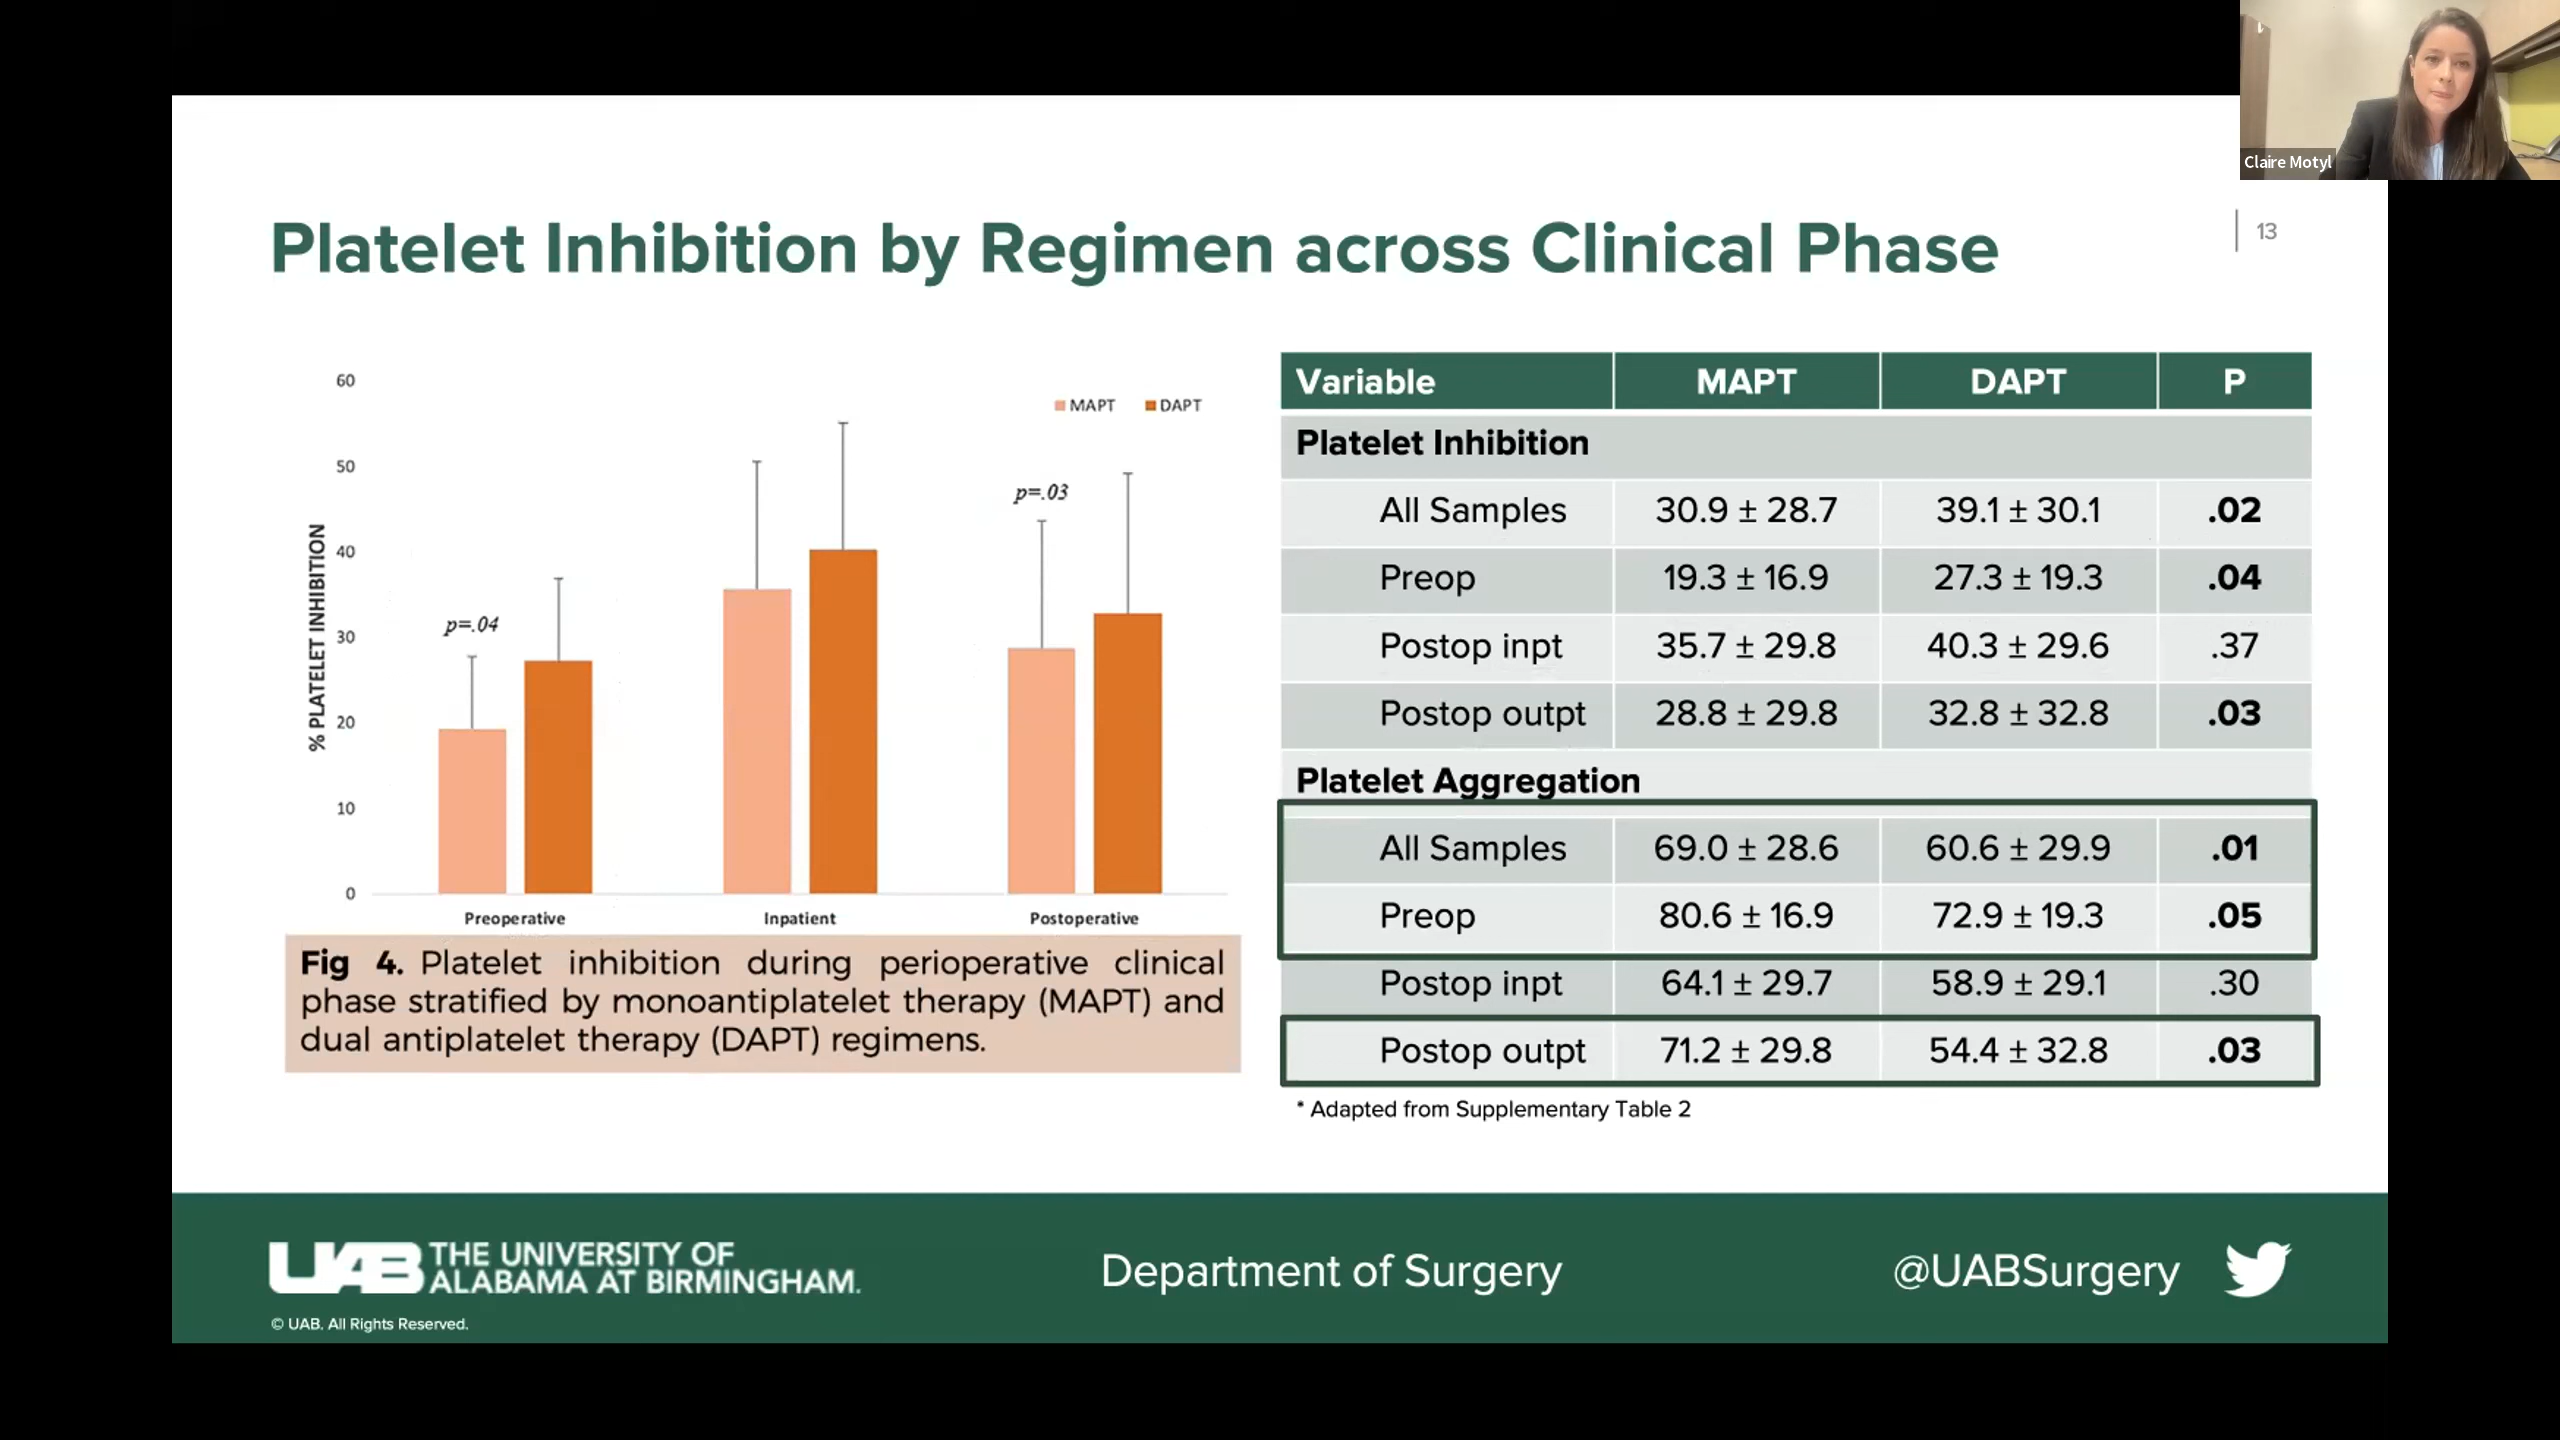 Claire Motyl
Platelet Inhibition by Regimen across Clinical Phase
13
60
50
40
30
20
10
0
% PLATELET INHIBITION
MAPT DAPT
p=.04
p=.03
Preoperative Inpatient Postoperative
Fig 4. Platelet inhibition during perioperative clinical
phase stratified by monoantiplatelet therapy (MAPT) and
dual antiplatelet therapy (DAPT) regimens.
Variable MAPT DAPT P
Platelet Inhibition
All Samples 30.9 ± 28.7 39.1 ± 30.1 .02
Preop 19.3 ± 16.9 27.3 ± 19.3 .04
Postop inpt 35.7 ± 29.8 40.3 ± 29.6 .37
Postop outpt 28.8 ± 29.8 32.8 ± 32.8 .03
Platelet Aggregation
All Samples 69.0 ± 28.6 60.6 ± 29.9 .01
Preop 80.6 ± 16.9 72.9 ± 19.3 .05
Postop inpt 64.1 ± 29.7 58.9 ± 29.1 .30
Postop outpt 71.2 ± 29.8 54.4 ± 32.8 .03
* Adapted from Supplementary Table 2
UAB THE UNIVERSITY OF
ALABAMA AT BIRMINGHAM.
Department of Surgery
@UABSurgery
© UAB. All Rights Reserved.